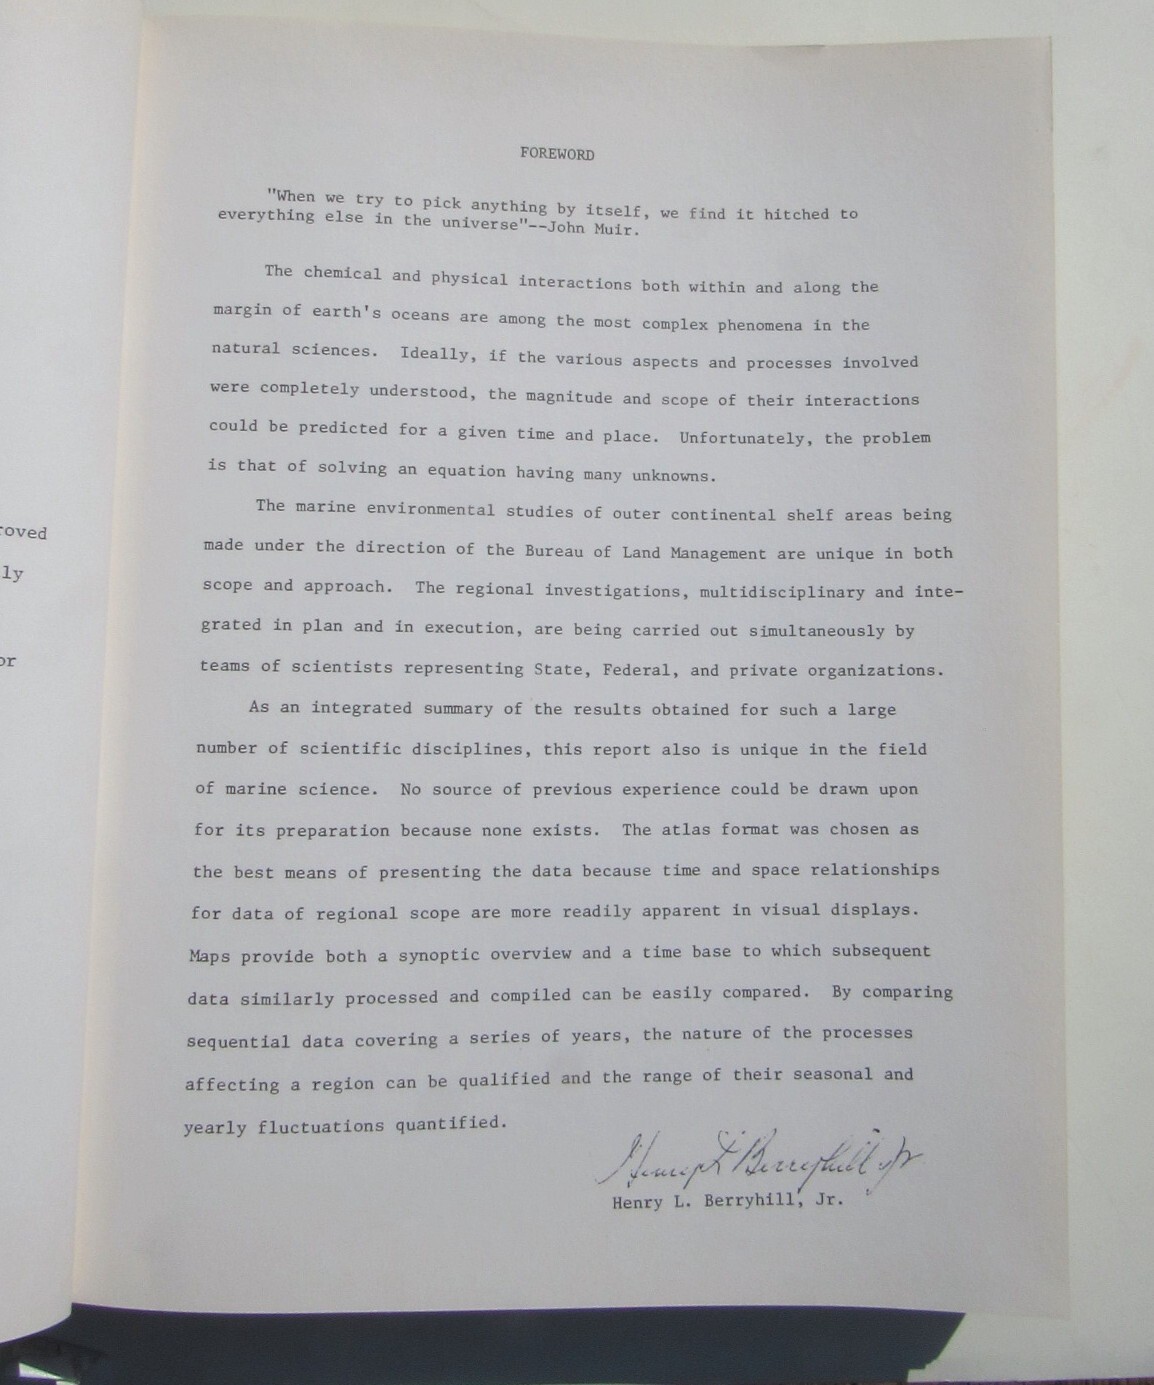 roved
ly
or
FOREWORD
"When we try to pick anything by itself, we find it hitched to
everything else in the universe"--John Muir.
The chemical and physical interactions both within and along the
margin of earth's oceans are among the most complex phenomena in the
natural sciences. Ideally, if the various aspects and processes involved
were completely understood, the magnitude and scope of their interactions
could be predicted for a given time and place. Unfortunately, the problem
is that of solving an equation having many unknowns.
The marine environmental studies of outer continental shelf areas being
made under the direction of the Bureau of Land Management are unique in both
scope and approach. The regional investigations, multidisciplinary and inte-
grated in plan and in execution, are being carried out simultaneously by
teams of scientists representing State, Federal, and private organizations.
As an integrated summary of the results obtained for such a large
number of scientific disciplines, this report also is unique in the field
of marine science. No source of previous experience could be drawn upon
for its preparation because none exists. The atlas format was chosen as
the best means of presenting the data because time and space relationships
for data of regional scope are more readily apparent in visual displays.
Maps provide both a synoptic overview and a time base to which subsequent
data similarly processed and compiled can be easily compared. By comparing
sequential data covering a series of years, the nature of the processes
affecting a region can be qualified and the range of their seasonal and
yearly fluctuations quantified.
Henry L Berryhill Jr
Henry L. Berryhill, Jr.